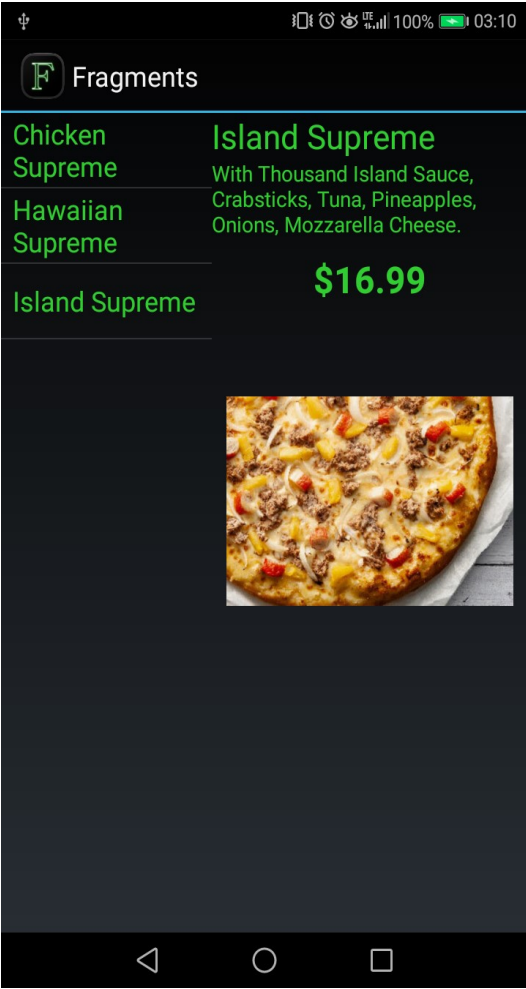 LTE 100% 03:10
F Fragments
Chicken
Supreme
Hawaiian
Supreme
Island Supreme
Island Supreme
With Thousand Island Sauce,
Crabsticks, Tuna, Pineapples,
Onions, Mozzarella Cheese.
$16.99